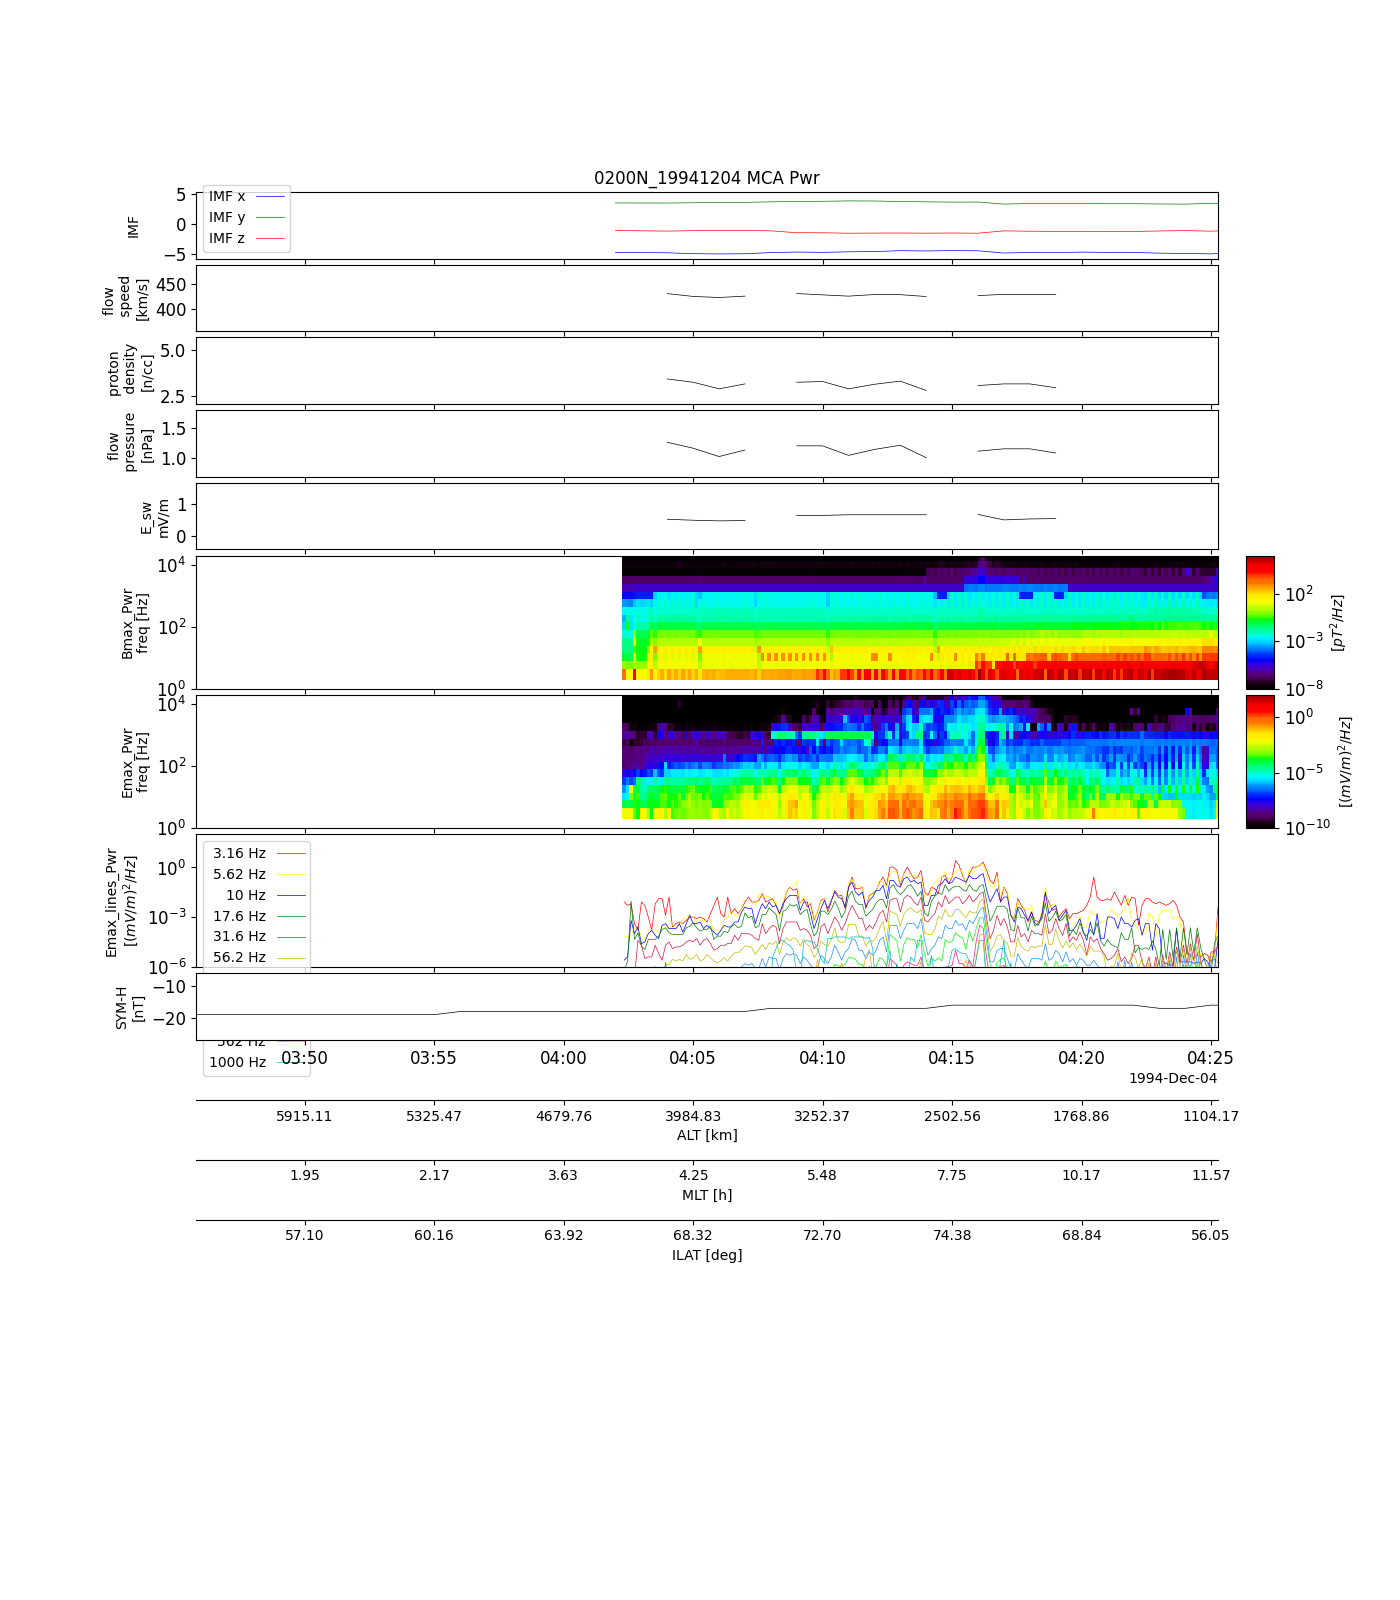 0200N_19941204 MCA Pwr
IMF
5
0
−5
IMF x
IMF y
IMF z
flow
speed
[km/s]
450
400
proton
density
[n/cc]
5.0
2.5
flow
pressure
[nPa]
1.5
1.0
E_sw
mV/m
1
0
Bmax_Pwr
freq [Hz]
10^4
10^2
10^0
10^2
10^−3
10^−8
[pT^2/Hz]
Emax_Pwr
freq [Hz]
10^4
10^2
10^0
10^0
10^−5
10^−10
[(mV/m)^2/Hz]
Emax_lines_Pwr
[(mV/m)^2/Hz]
10^0
10^−3
10^−6
3.16 Hz
5.62 Hz
10 Hz
17.6 Hz
31.6 Hz
56.2 Hz
SYM-H
[nT]
−10
−20
562 Hz
1000 Hz
03:50 03:55 04:00 04:05 04:10 04:15 04:20 04:25
1994-Dec-04
5915.11 5325.47 4679.76 3984.83 3252.37 2502.56 1768.86 1104.17
ALT [km]
1.95 2.17 3.63 4.25 5.48 7.75 10.17 11.57
MLT [h]
57.10 60.16 63.92 68.32 72.70 74.38 68.84 56.05
ILAT [deg]